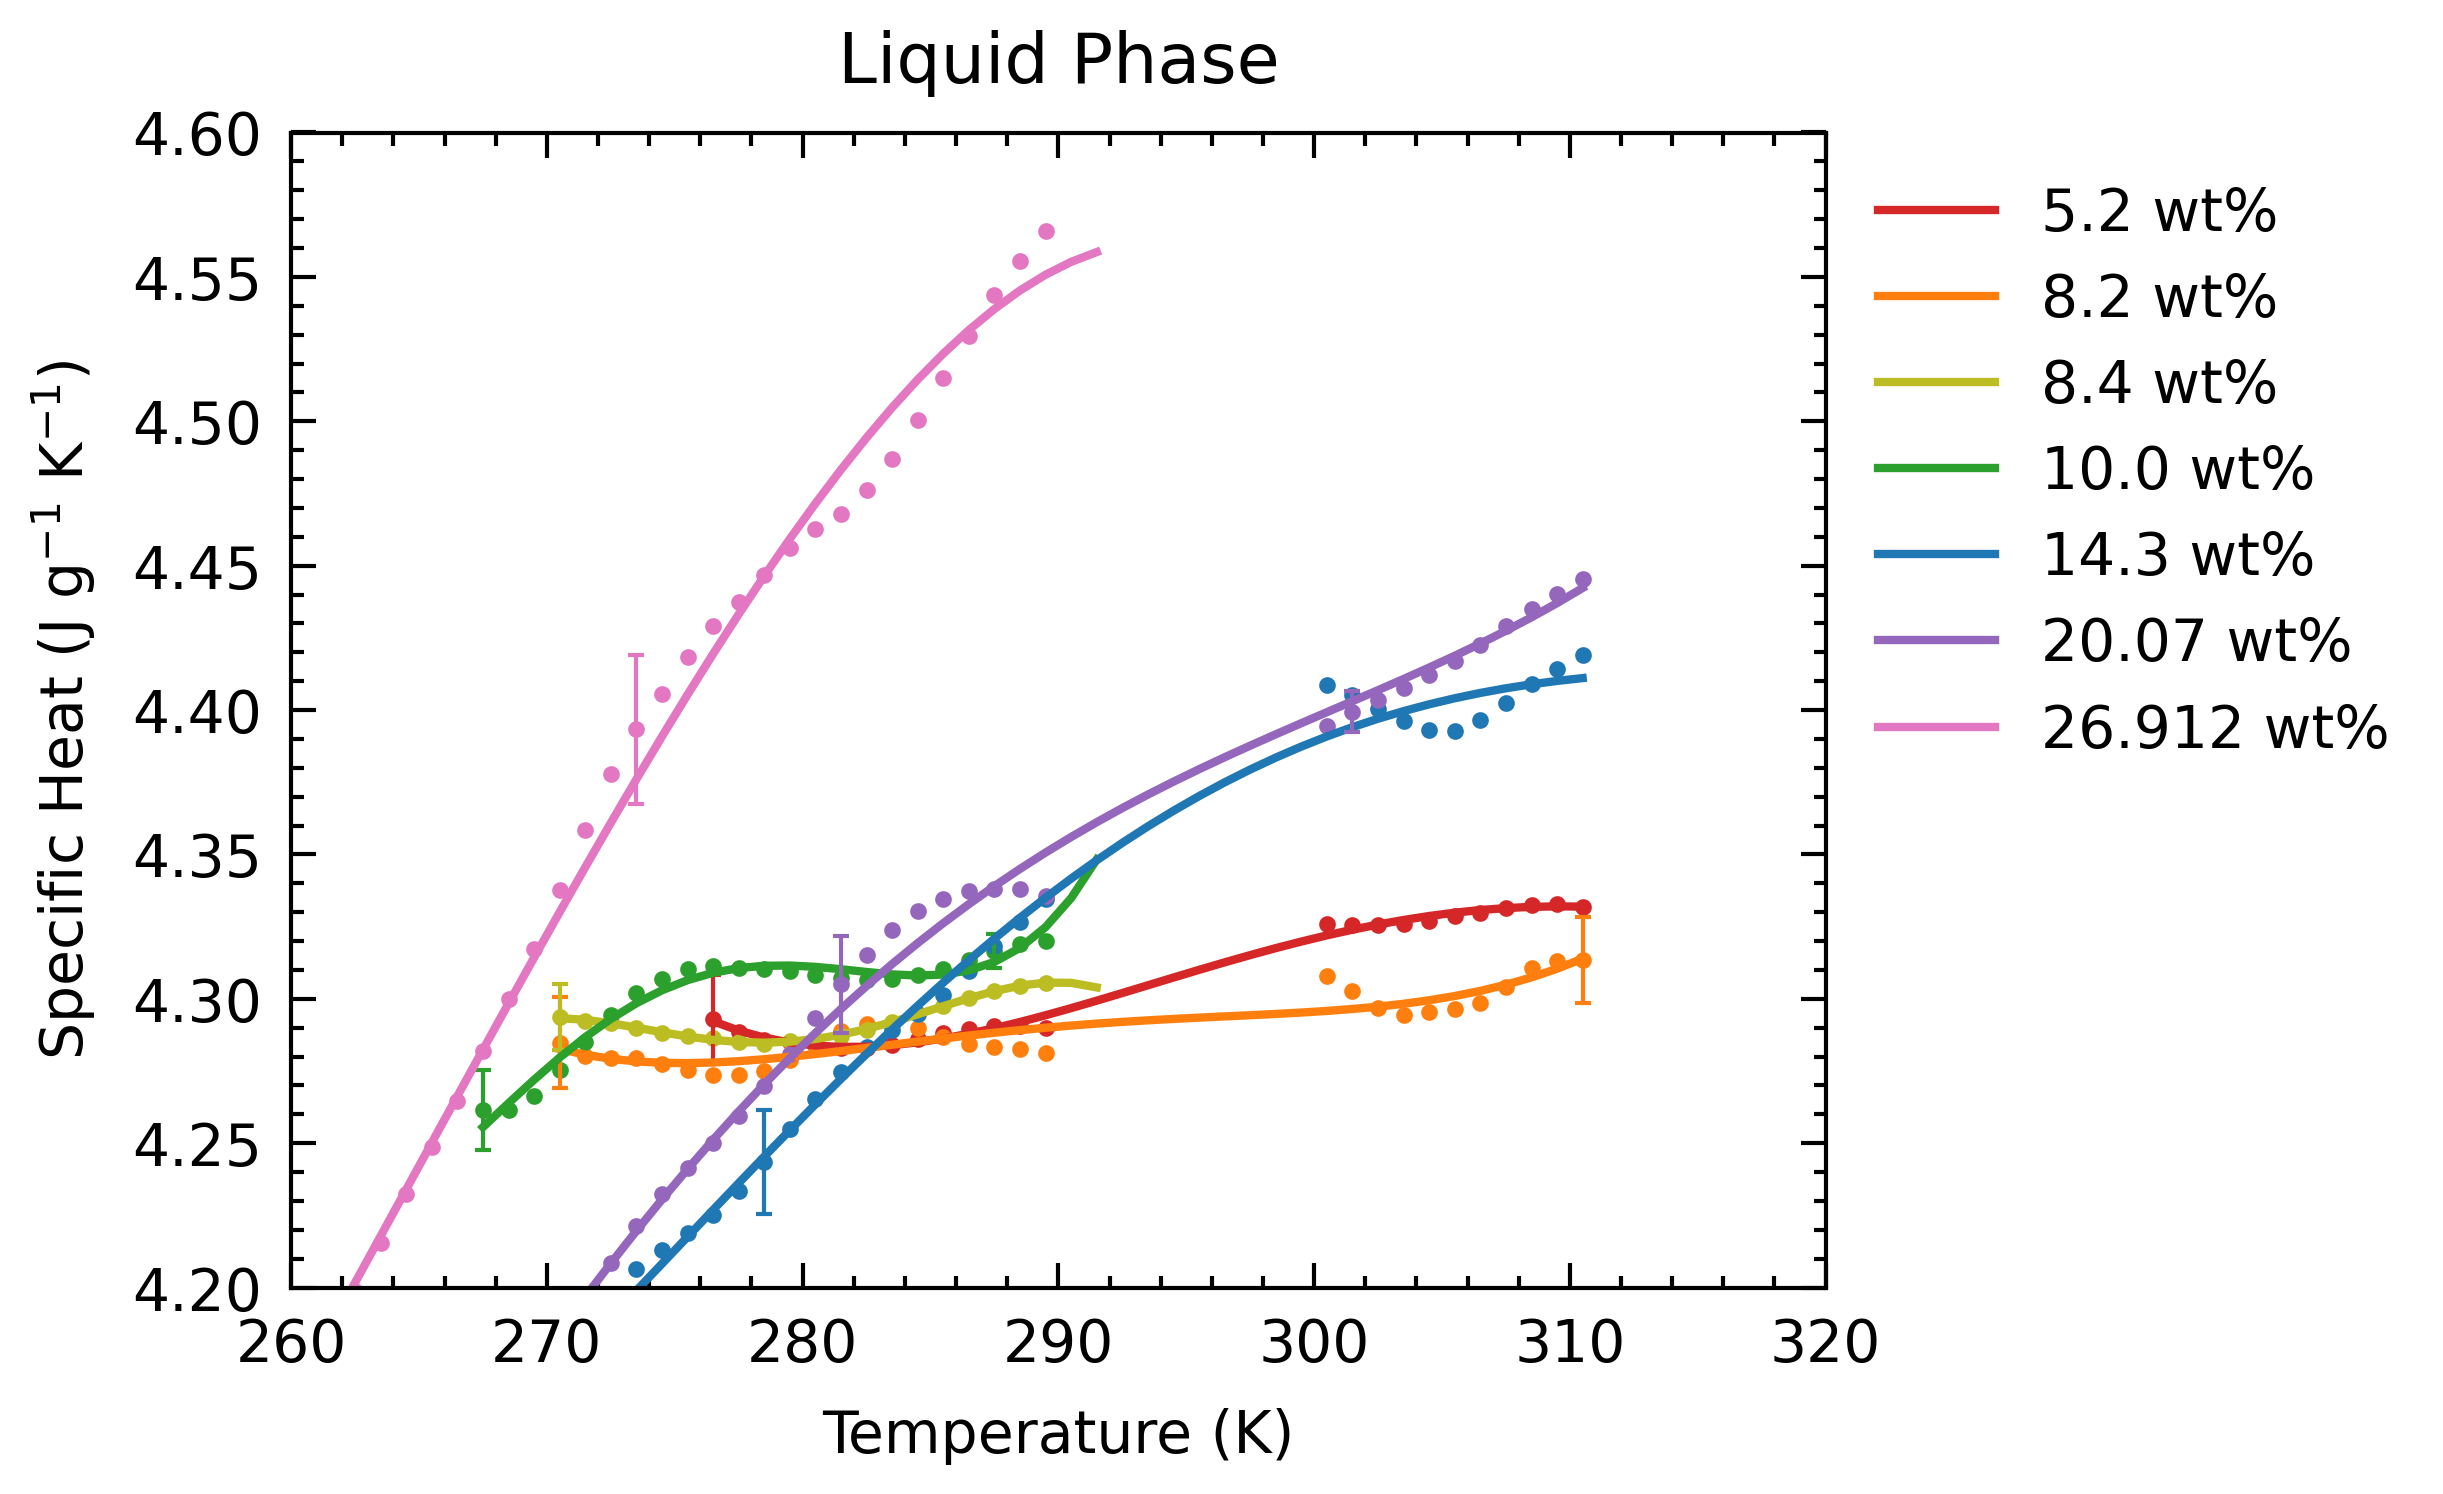 Liquid Phase
4.60
4.55
4.50
4.45
4.40
4.35
4.30
4.25
4.20
Specific Heat (J g⁻¹ K⁻¹)
260 270 280 290 300 310 320
Temperature (K)
5.2 wt%
8.2 wt%
8.4 wt%
10.0 wt%
14.3 wt%
20.07 wt%
26.912 wt%